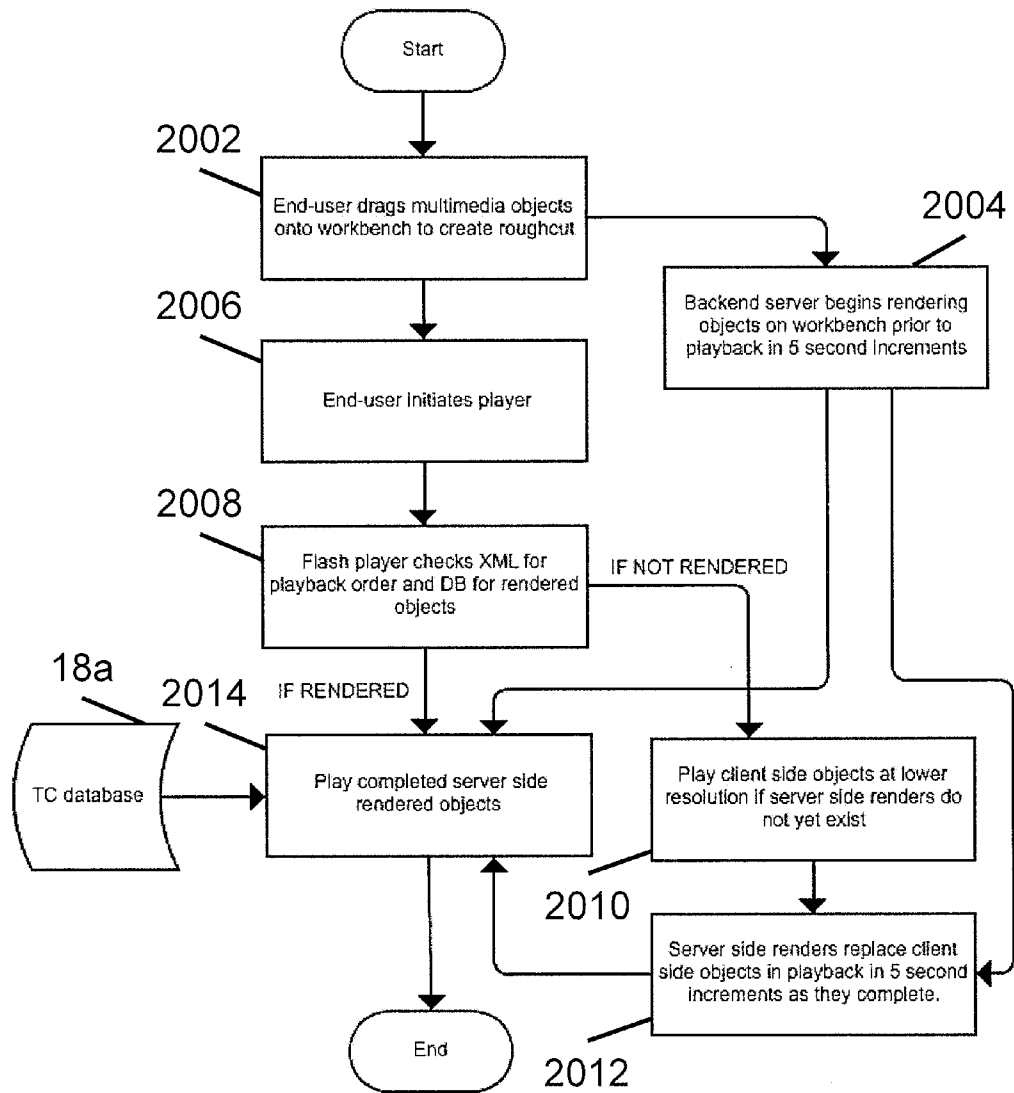 Start
2002
End-user drags multimedia objects
onto workbench to create roughcut
2004
Backend server begins rendering
objects on workbench prior to
playback in 5 second increments
2006
End-user initiates player
2008
Flash player checks XML for
playback order and DB for rendered
objects
IF NOT RENDERED
IF RENDERED
18a
TC database
2014
Play completed server side
rendered objects
Play client side objects at lower
resolution if server side renders do
not yet exist
2010
Server side renders replace client
side objects in playback in 5 second
increments as they complete.
2012
End